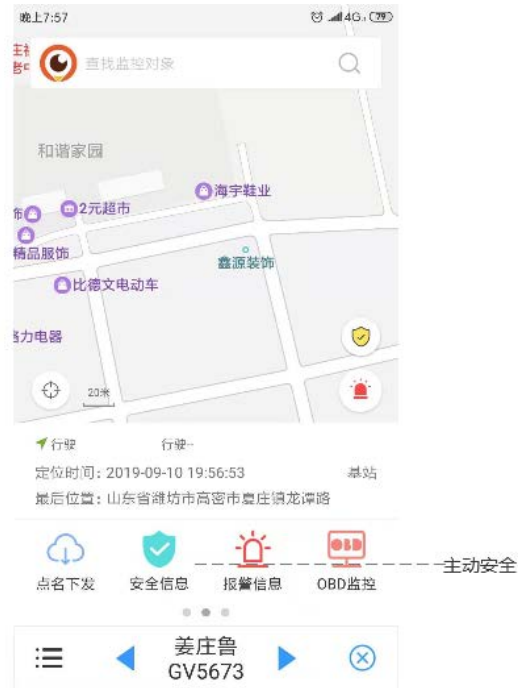 晚上7:57
4G 79
查找监控对象
和谐家园
海宇鞋业
2元超市
精品服饰
鑫源装饰
比德文电动车
力电器
20米
行驶 行驶--
定位时间：2019-09-10 19:56:53 基站
最后位置：山东省潍坊市高密市夏庄镇龙谭路
OBD
点名下发 安全信息 报警信息 OBD监控
主动安全
姜庄鲁
GV5673